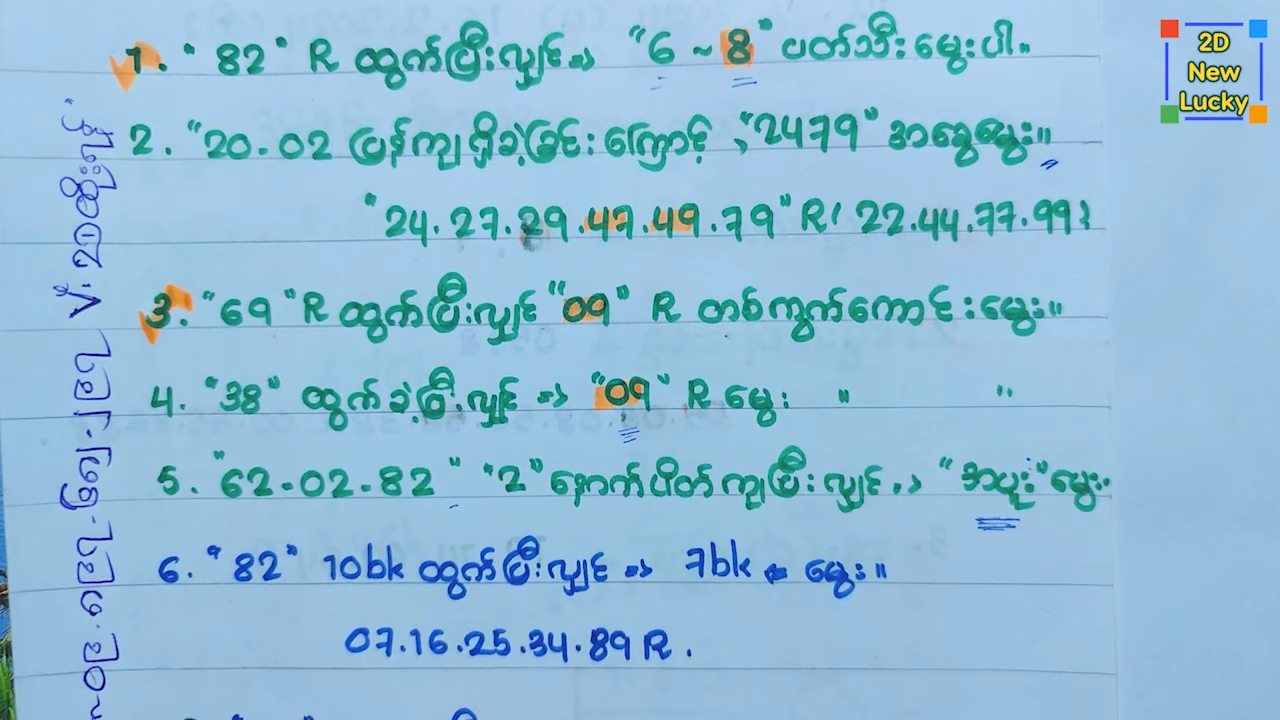 1. "82" R ထွက်ပြီးလျှင် => "6 ~ 8" ပတ်သီးမွေးပါ။
2. "20.02 ပြန်ကျရှိခဲ့ခြင်းကြောင့် "2479" အခွေမွေး။
"24.27.29.47.49.79" R( 22.44.77.99)
3. "69" R ထွက်ပြီးလျှင် "09" R တစ်ကွက်ကောင်းမွေး။
4. "38" ထွက်ခဲ့ပြီးလျှင် => "09" R မွေး " "
5. "62-02-82" "2" နောက်ပိတ်ကျပြီးလျှင် => "အပူး" မွေး
6. "82" 10bk ထွက်ပြီးလျှင် => 7bk မွေး။
07.16.25.34.89 R.
2D
New
Lucky